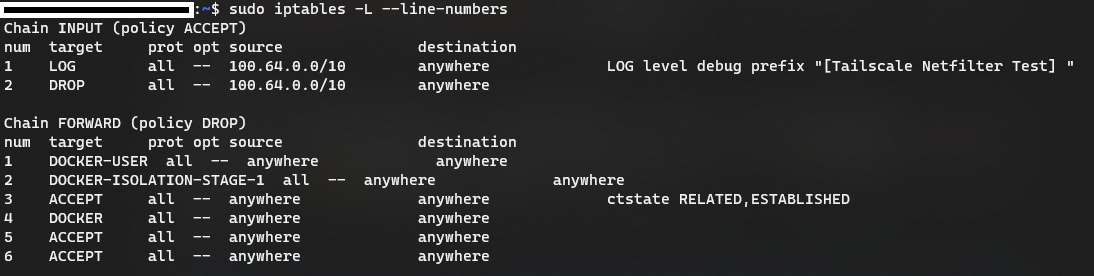 :~$ sudo iptables -L --line-numbers
Chain INPUT (policy ACCEPT)
num  target     prot opt source               destination
1    LOG        all  --  100.64.0.0/10        anywhere             LOG level debug prefix "[Tailscale Netfilter Test] "
2    DROP       all  --  100.64.0.0/10        anywhere
Chain FORWARD (policy DROP)
num  target     prot opt source               destination
1    DOCKER-USER  all  --  anywhere             anywhere
2    DOCKER-ISOLATION-STAGE-1  all  --  anywhere             anywhere
3    ACCEPT     all  --  anywhere             anywhere             ctstate RELATED,ESTABLISHED
4    DOCKER     all  --  anywhere             anywhere
5    ACCEPT     all  --  anywhere             anywhere
6    ACCEPT     all  --  anywhere             anywhere